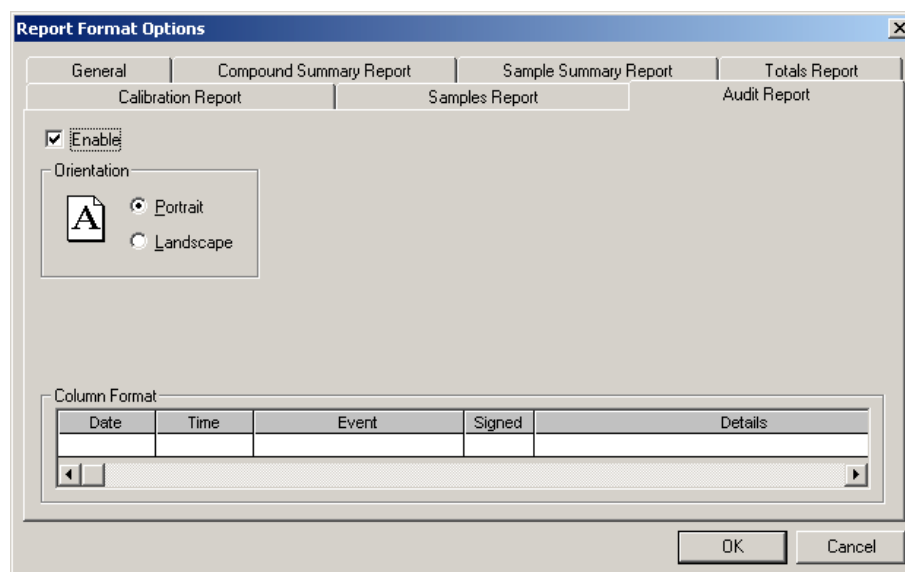 Report Format Options
General Compound Summary Report Sample Summary Report Totals Report
Calibration Report Samples Report Audit Report
Enable
Orientation
A
Portrait
Landscape
Column Format
Date Time Event Signed Details
OK Cancel